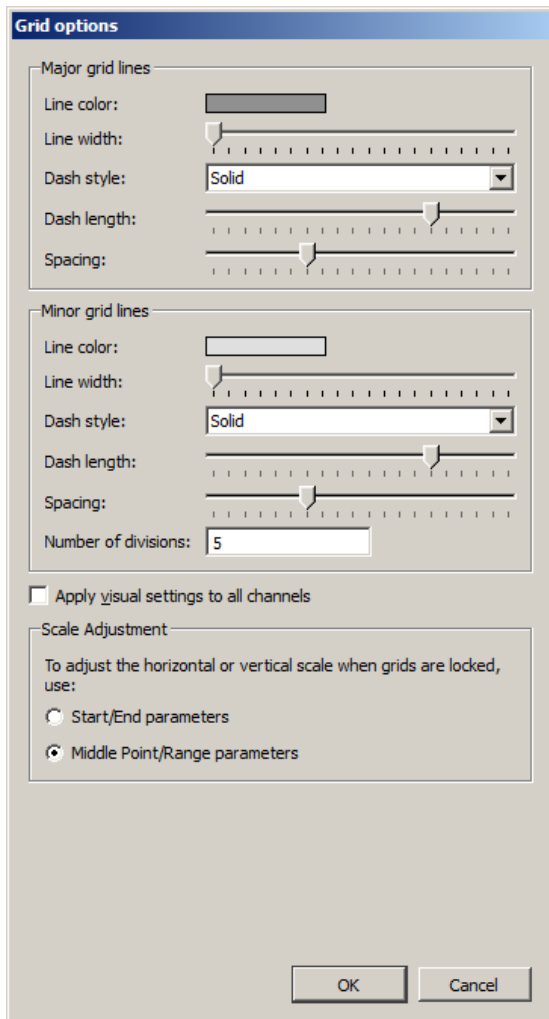 Grid options
Major grid lines
Line color:
Line width:
Dash style:
Solid
Dash length:
Spacing:
Minor grid lines
Line color:
Line width:
Dash style:
Solid
Dash length:
Spacing:
Number of divisions:
5
Apply visual settings to all channels
Scale Adjustment
To adjust the horizontal or vertical scale when grids are locked,
use:
Start/End parameters
Middle Point/Range parameters
OK
Cancel